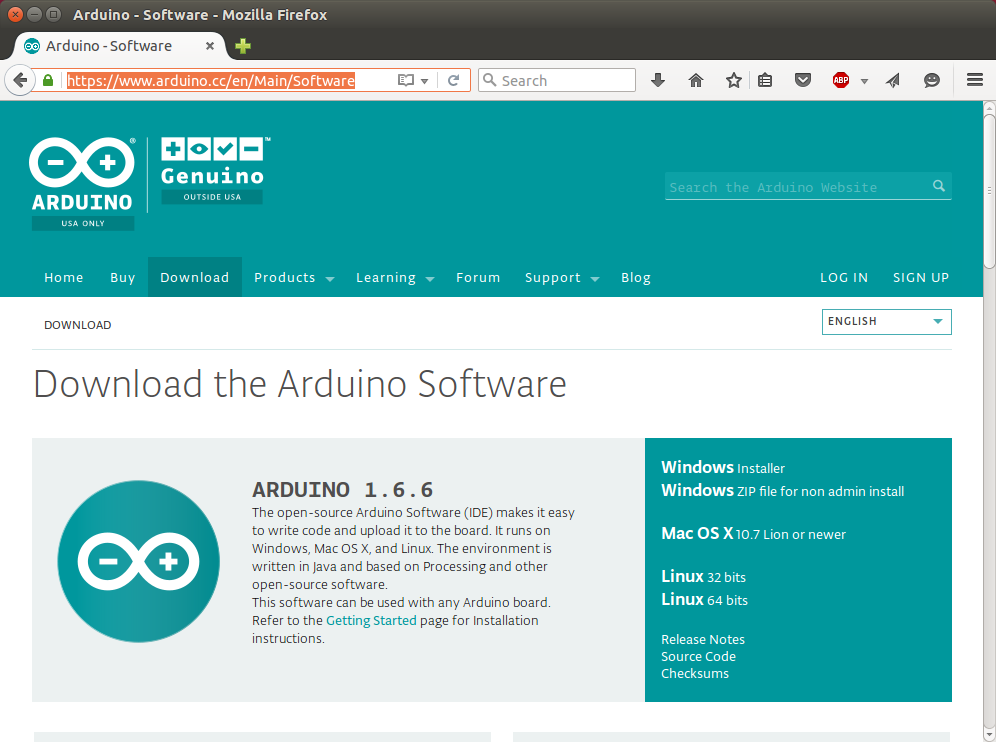 Arduino - Software - Mozilla Firefox
Arduino - Software
https://www.arduino.cc/en/Main/Software
Search
ABP
ARDUINO
USA ONLY
Genuino
OUTSIDE USA
Search the Arduino Website
Home Buy Download Products Learning Forum Support Blog LOG IN SIGN UP
DOWNLOAD
ENGLISH
Download the Arduino Software
ARDUINO 1.6.6
The open-source Arduino Software (IDE) makes it easy
to write code and upload it to the board. It runs on
Windows, Mac OS X, and Linux. The environment is
written in Java and based on Processing and other
open-source software.
This software can be used with any Arduino board.
Refer to the Getting Started page for Installation
instructions.
Windows Installer
Windows ZIP file for non admin install
Mac OS X 10.7 Lion or newer
Linux 32 bits
Linux 64 bits
Release Notes
Source Code
Checksums